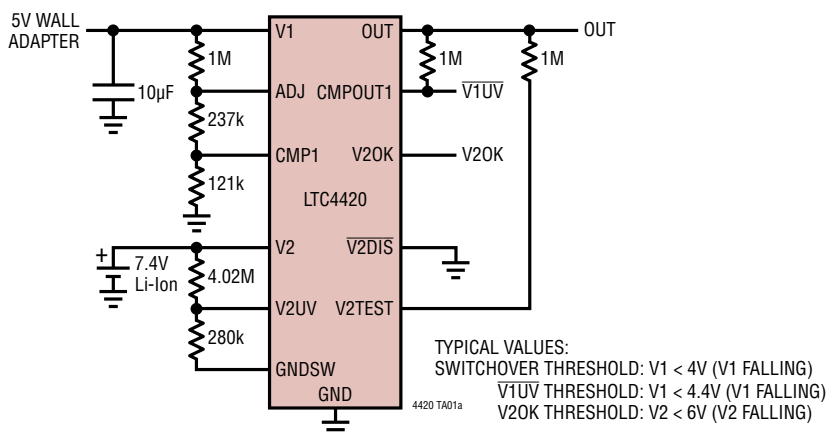 5V WALL
ADAPTER
V1
OUT
OUT
1M
1M
1M
10µF
ADJ
CMPOUT1
V1UV
237k
CMP1
V2OK
V2OK
121k
LTC4420
V2
V2DIS
+
7.4V
Li-Ion
4.02M
V2UV
V2TEST
280k
GNDSW
GND
4420 TA01a
TYPICAL VALUES:
SWITCHOVER THRESHOLD: V1 < 4V (V1 FALLING)
V1UV THRESHOLD: V1 < 4.4V (V1 FALLING)
V2OK THRESHOLD: V2 < 6V (V2 FALLING)